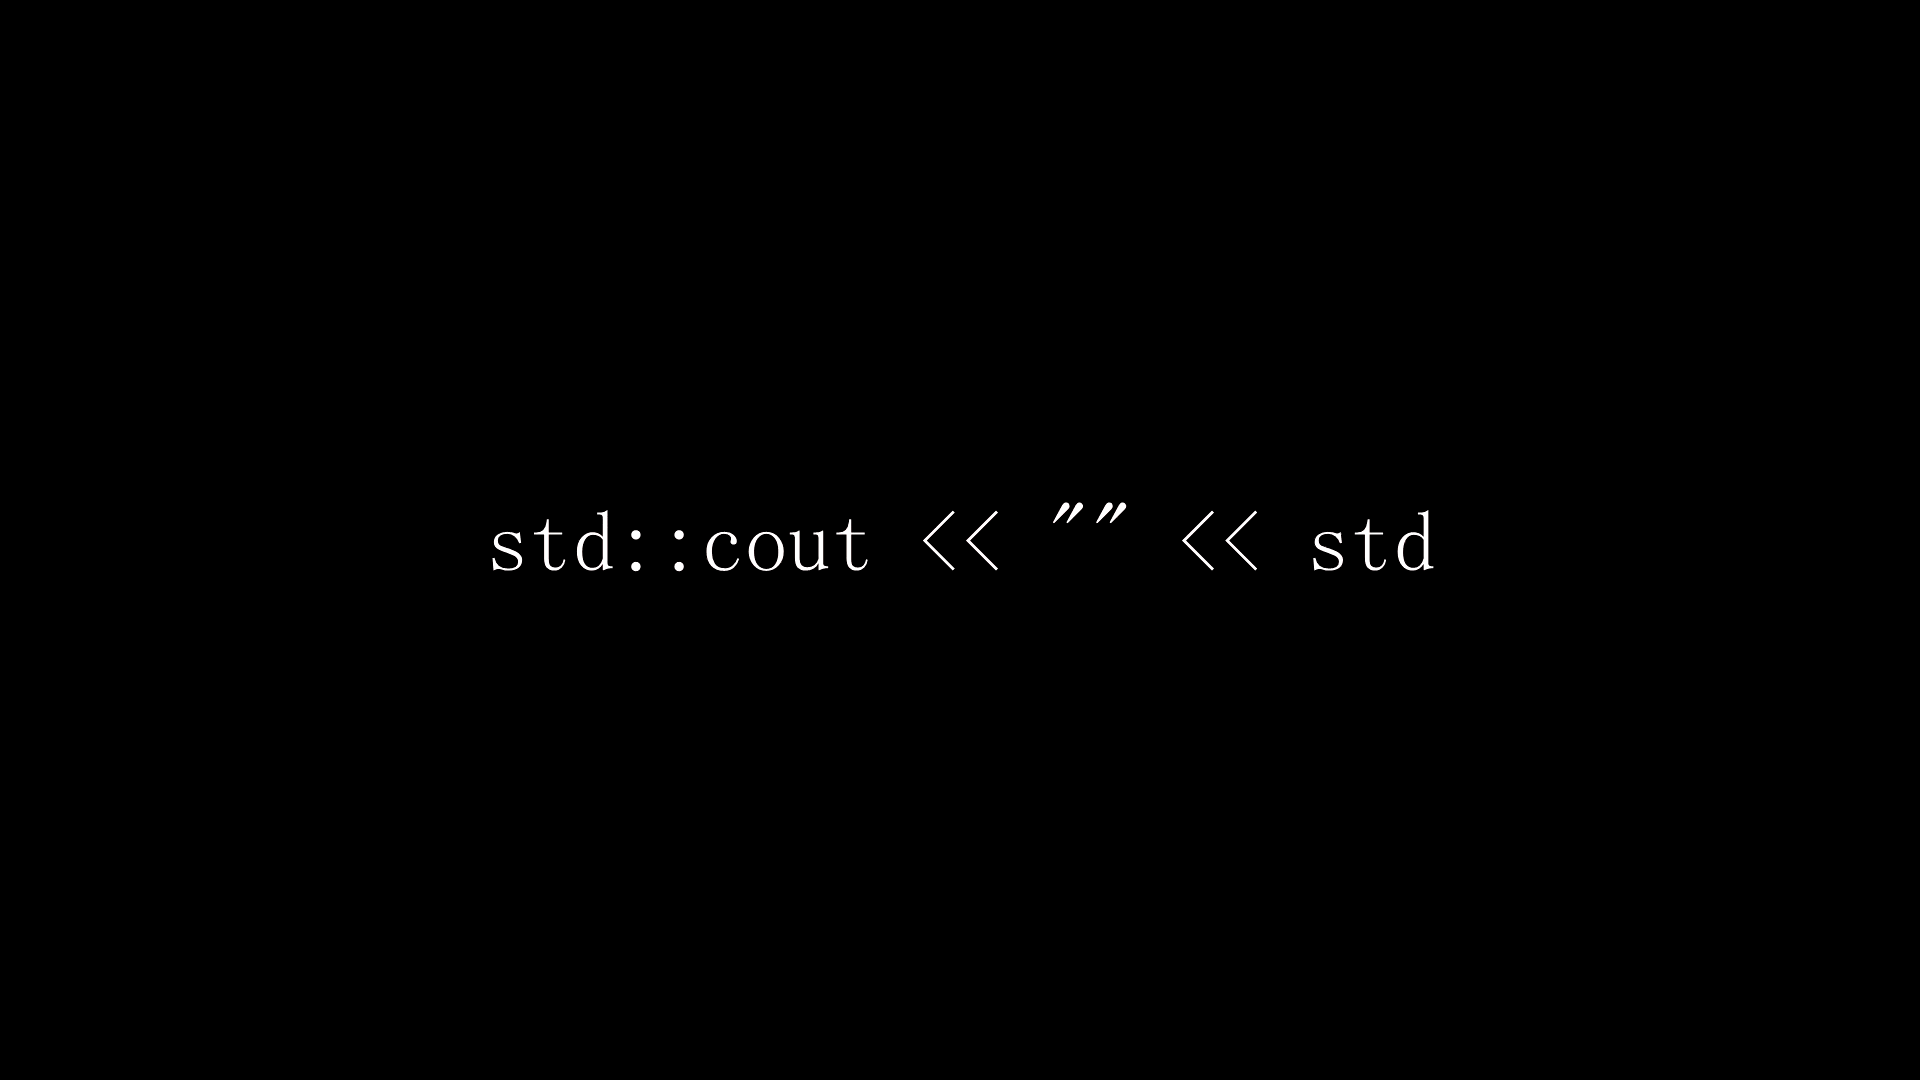 std::cout << "" << std